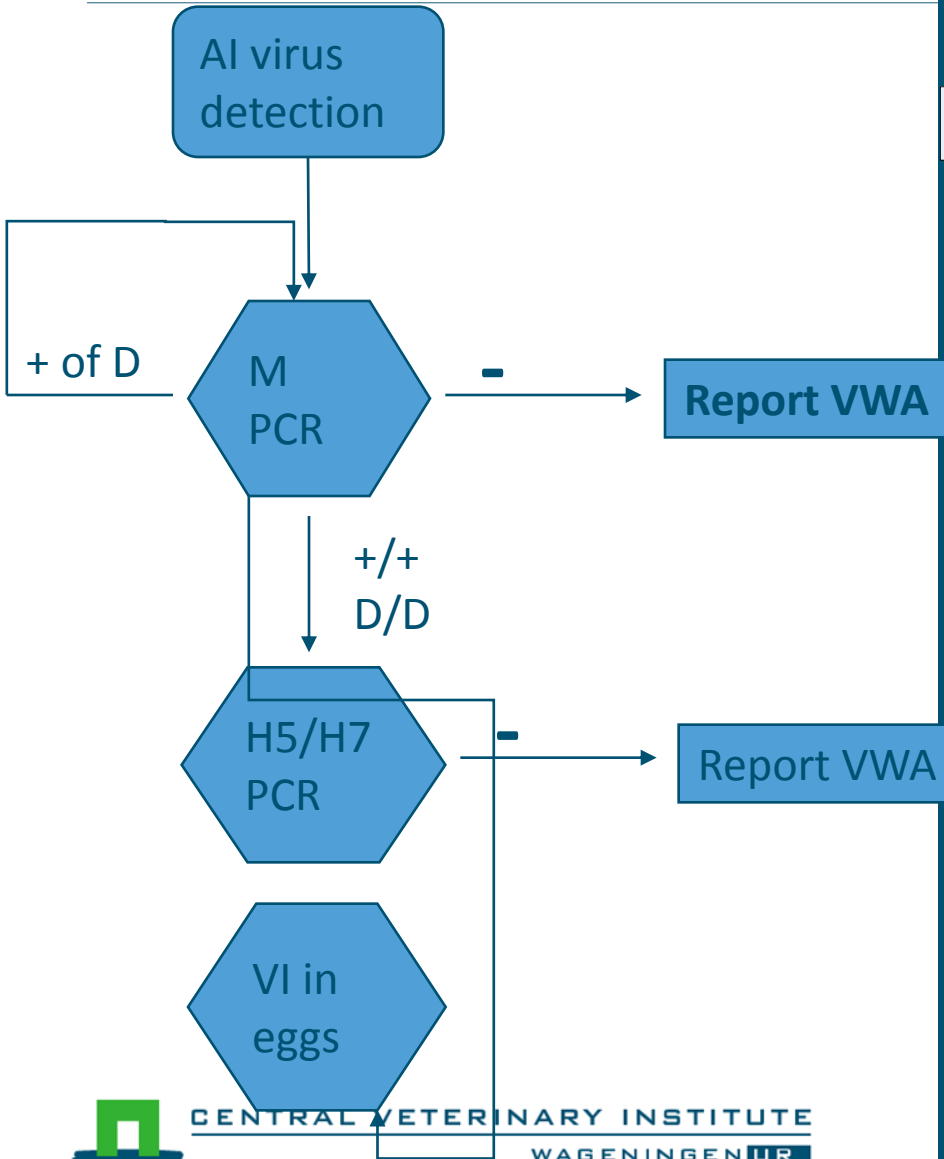 AI virus
detection
+ of D
M
PCR
-
Report VWA
+/+
D/D
H5/H7
PCR
-
Report VWA
VI in
eggs
CENTRAL VETERINARY INSTITUTE
WAGENINGEN UR